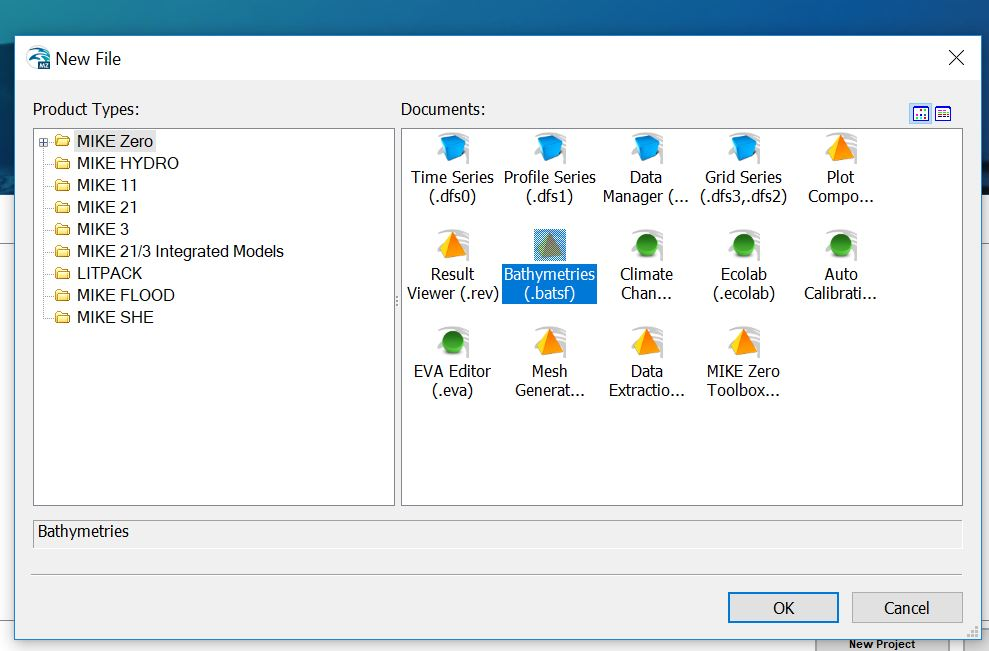 New File
Product Types:
Documents:
MIKE Zero
MIKE HYDRO
MIKE 11
MIKE 21
MIKE 3
MIKE 21/3 Integrated Models
LITPACK
MIKE FLOOD
MIKE SHE
Time Series
(.dfs0)
Profile Series
(.dfs1)
Data
Manager (...
Grid Series
(.dfs3,.dfs2)
Plot
Compo...
Result
Viewer (.rev)
Bathymetries
(.batsf)
Climate
Chan...
Ecolab
(.ecolab)
Auto
Calibrati...
EVA Editor
(.eva)
Mesh
Generat...
Data
Extractio...
MIKE Zero
Toolbox...
Bathymetries
OK
Cancel
New Project